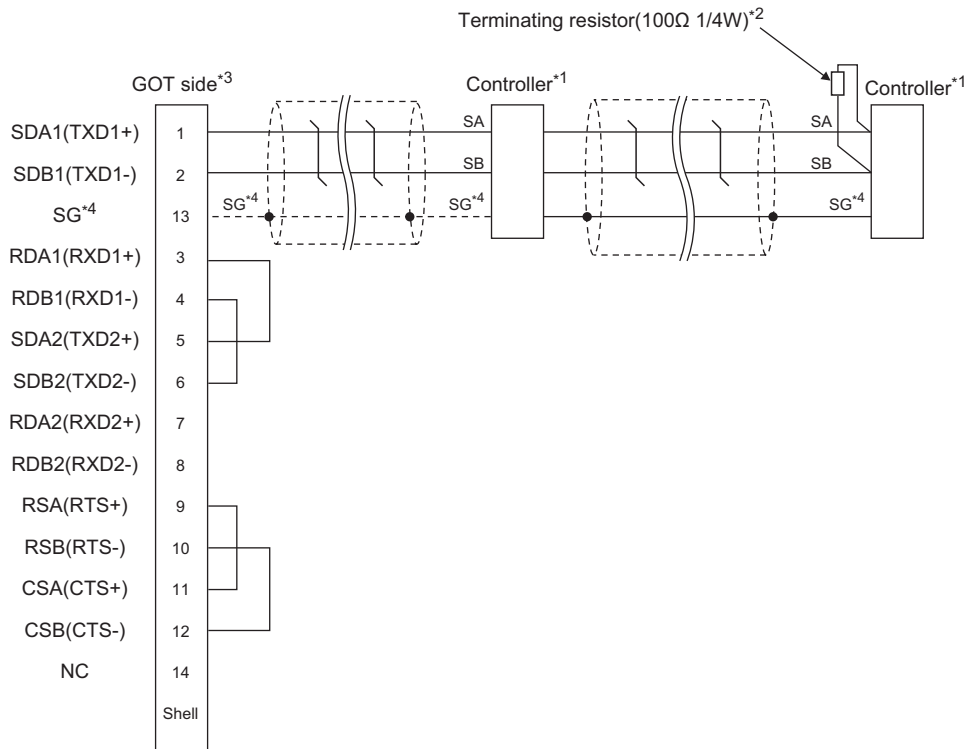 Terminating resistor(100Ω 1/4W)*2
GOT side*3 Controller*1 Controller*1
SDA1(TXD1+) 1 SA SA
SDB1(TXD1-) 2 SB SB
SG*4 13 SG*4 SG*4 SG*4
RDA1(RXD1+) 3
RDB1(RXD1-) 4
SDA2(TXD2+) 5
SDB2(TXD2-) 6
RDA2(RXD2+) 7
RDB2(RXD2-) 8
RSA(RTS+) 9
RSB(RTS-) 10
CSA(CTS+) 11
CSB(CTS-) 12
NC 14
Shell